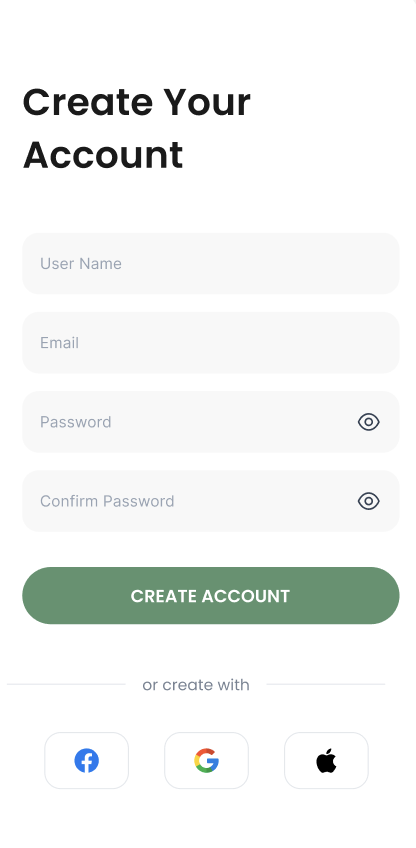 Create Your
Account
User Name
Email
Password
Confirm Password
CREATE ACCOUNT
or create with